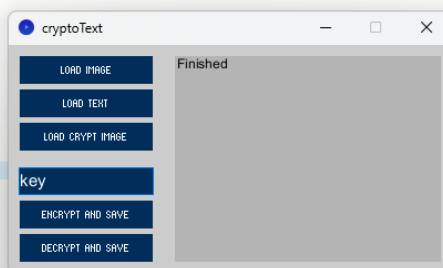 cryptoText
LOAD IMAGE
Finished
LOAD TEXT
LOAD CRYPT IMAGE
key
ENCRYPT AND SAVE
DECRYPT AND SAVE